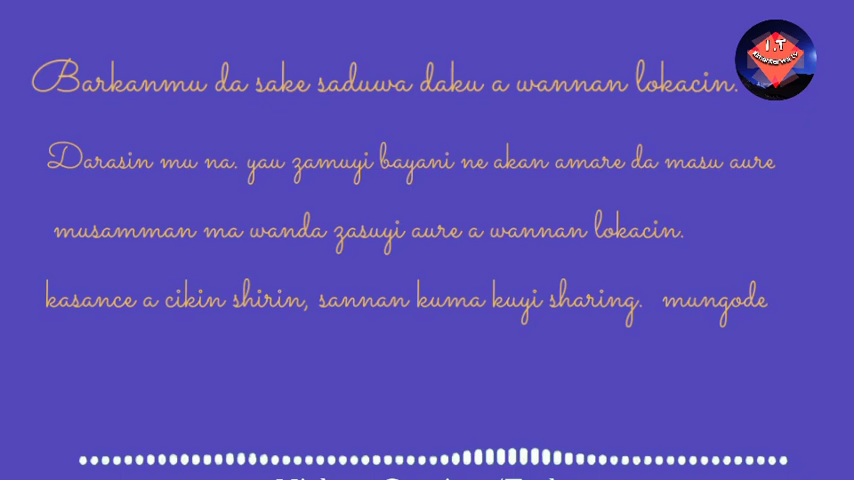 Barkanmu da sake saduwa daku a wannan lokacin.
I.T
Darasin mu na. yau zamuyi bayani ne akan amare da masu aure
musamman ma wanda zasuyi aure a wannan lokacin.
kasance a cikin shirin, sannan kuma kuyi sharing. mungode